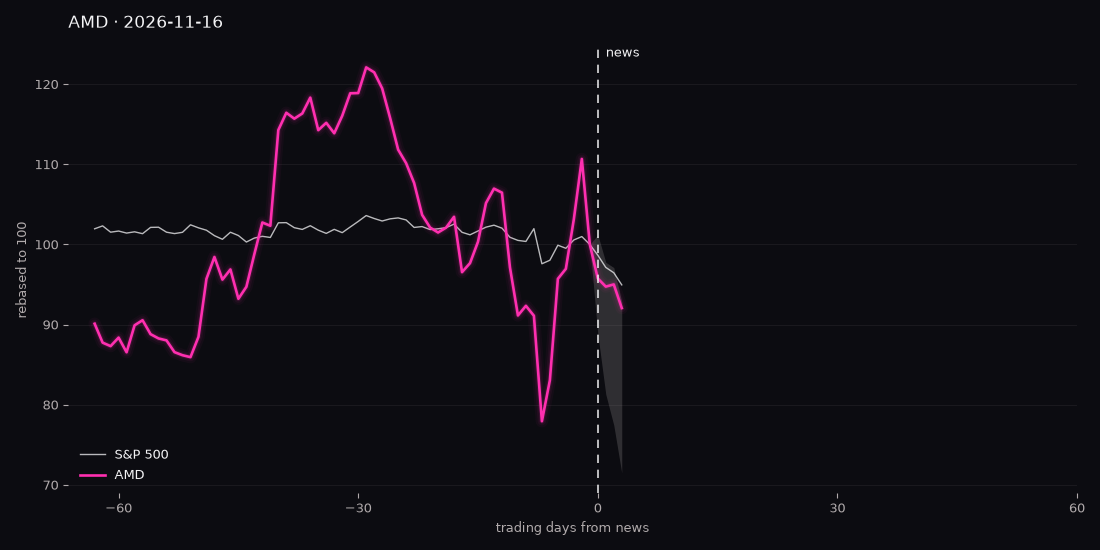 AMD · 2026-11-16
news
120
110
100
90
80
70
rebased to 100
S&P 500
AMD
−60
−30
0
30
60
trading days from news